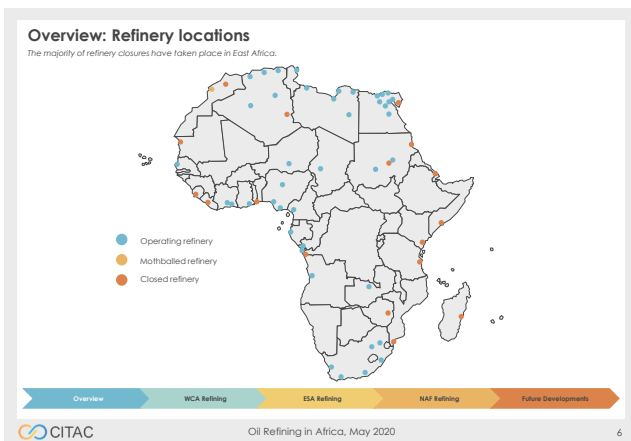 Overview: Refinery locations
The majority of refinery closures have taken place in East Africa.
Operating refinery
Mothballed refinery
Closed refinery
Overview
WCA Refining
ESA Refining
NAF Refining
Future Developments
CITAC
Oil Refining in Africa, May 2020
6